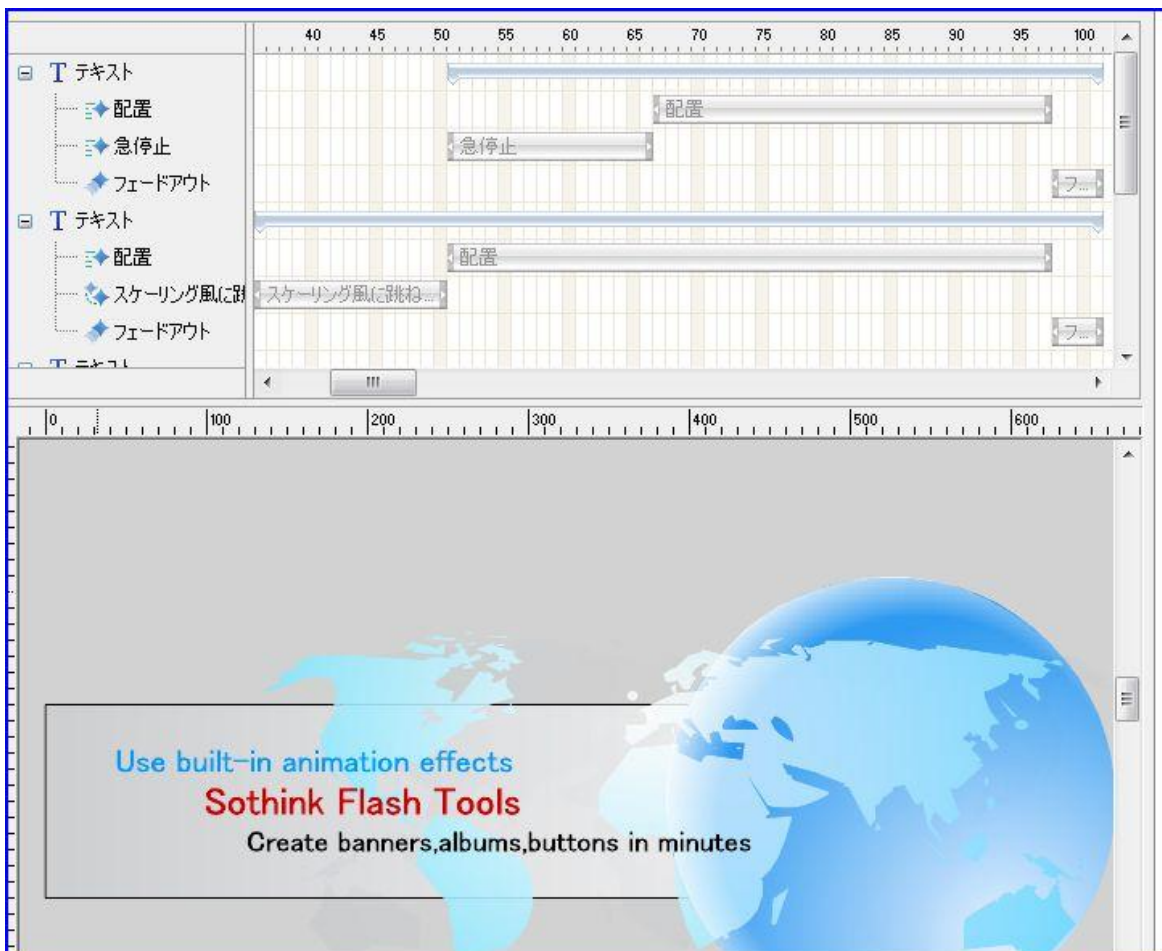 40 45 50 55 60 65 70 75 80 85 90 95 100
T テキスト
配置
配置
急停止
急停止
フェードアウト
フ...
T テキスト
配置
配置
スケーリング風に跳
スケーリング風に跳ね...
フェードアウト
フ...
T テキスト
0 100 200 300 400 500 600
Use built-in animation effects
Sothink Flash Tools
Create banners,albums,buttons in minutes